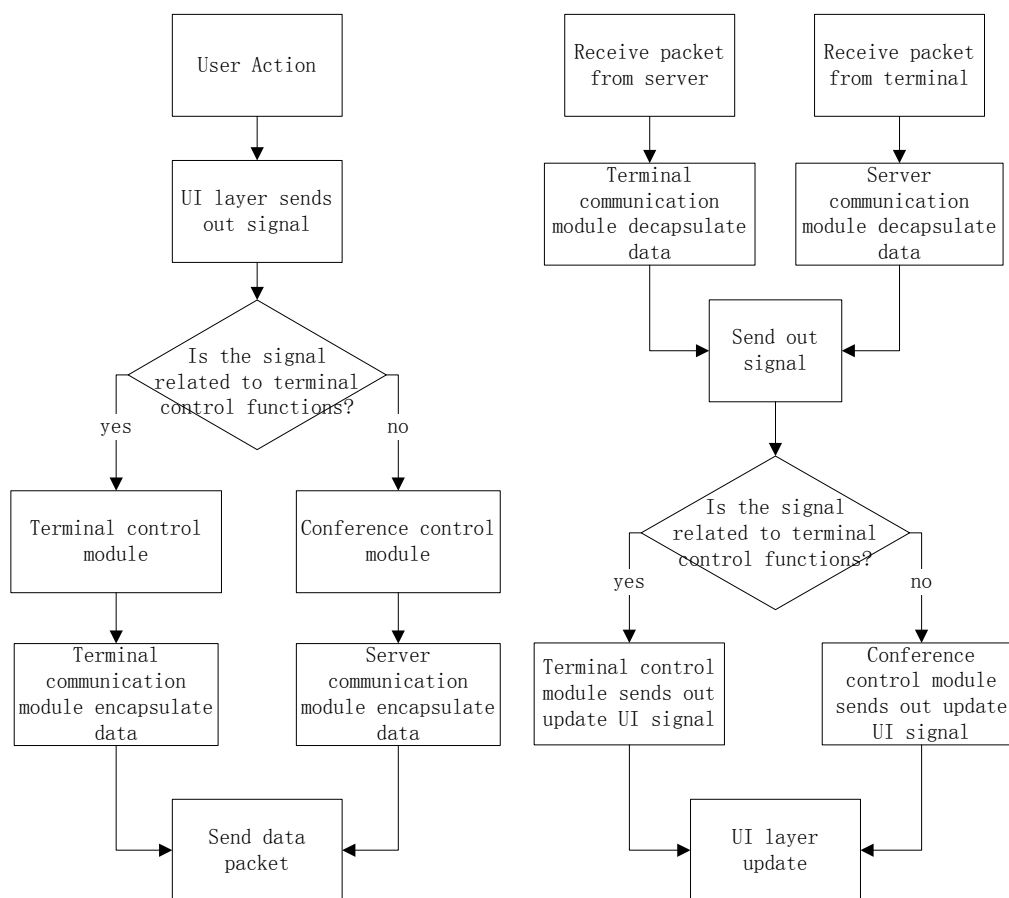 User Action
UI layer sends
out signal
Is the signal
related to terminal
control functions?
yes
no
Terminal control
module
Conference control
module
Terminal
communication
module encapsulate
data
Server
communication
module encapsulate
data
Send data
packet
Receive packet
from server
Receive packet
from terminal
Terminal
communication
module decapsulate
data
Server
communication
module decapsulate
data
Send out
signal
Is the signal
related to terminal
control functions?
yes
no
Terminal control
module sends out
update UI signal
Conference
control module
sends out update
UI signal
UI layer
update